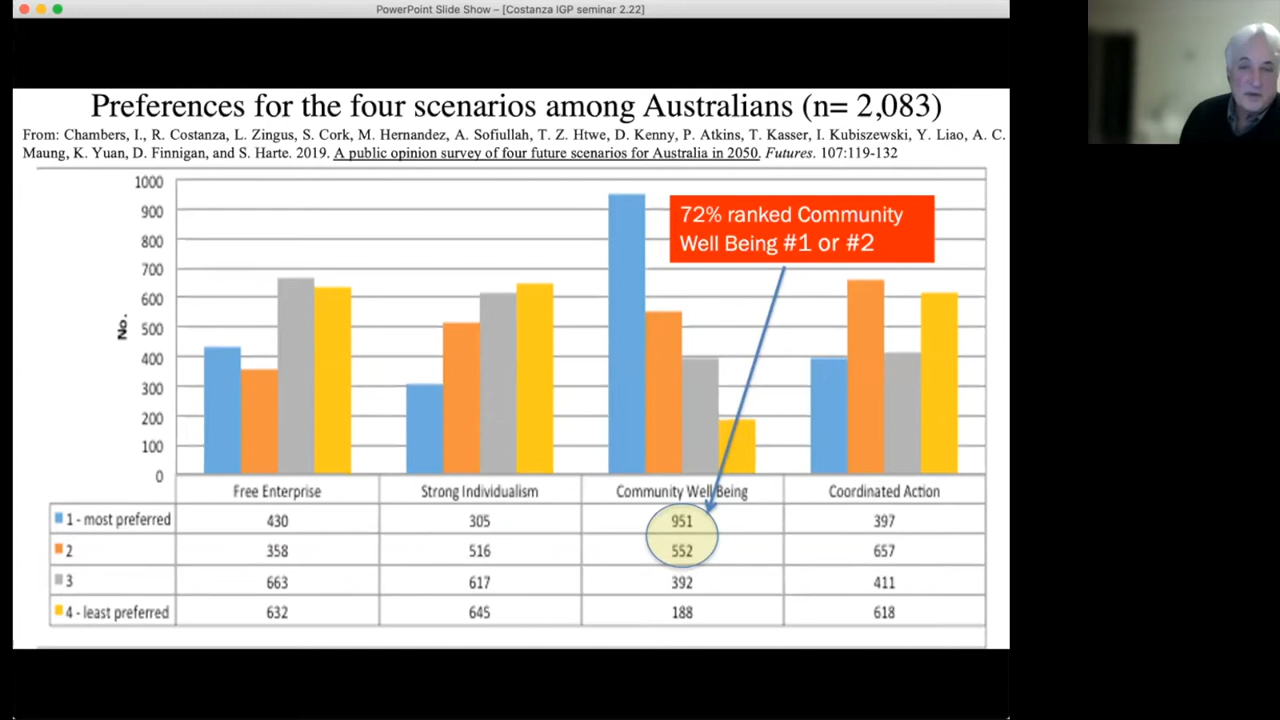 PowerPoint Slide Show – [Costanza IGP seminar 2.22]
Preferences for the four scenarios among Australians (n= 2,083)
From: Chambers, I., R. Costanza, L. Zingus, S. Cork, M. Hernandez, A. Sofiullah, T. Z. Htwe, D. Kenny, P. Atkins, T. Kasser, I. Kubiszewski, Y. Liao, A. C.
Maung, K. Yuan, D. Finnigan, and S. Harte. 2019. A public opinion survey of four future scenarios for Australia in 2050. Futures. 107:119-132
72% ranked Community
Well Being #1 or #2
No.
1000
900
800
700
600
500
400
300
200
100
0
Free Enterprise Strong Individualism Community Well Being Coordinated Action
1 - most preferred 430 305 951 397
2 358 516 552 657
3 663 617 392 411
4 - least preferred 632 645 188 618